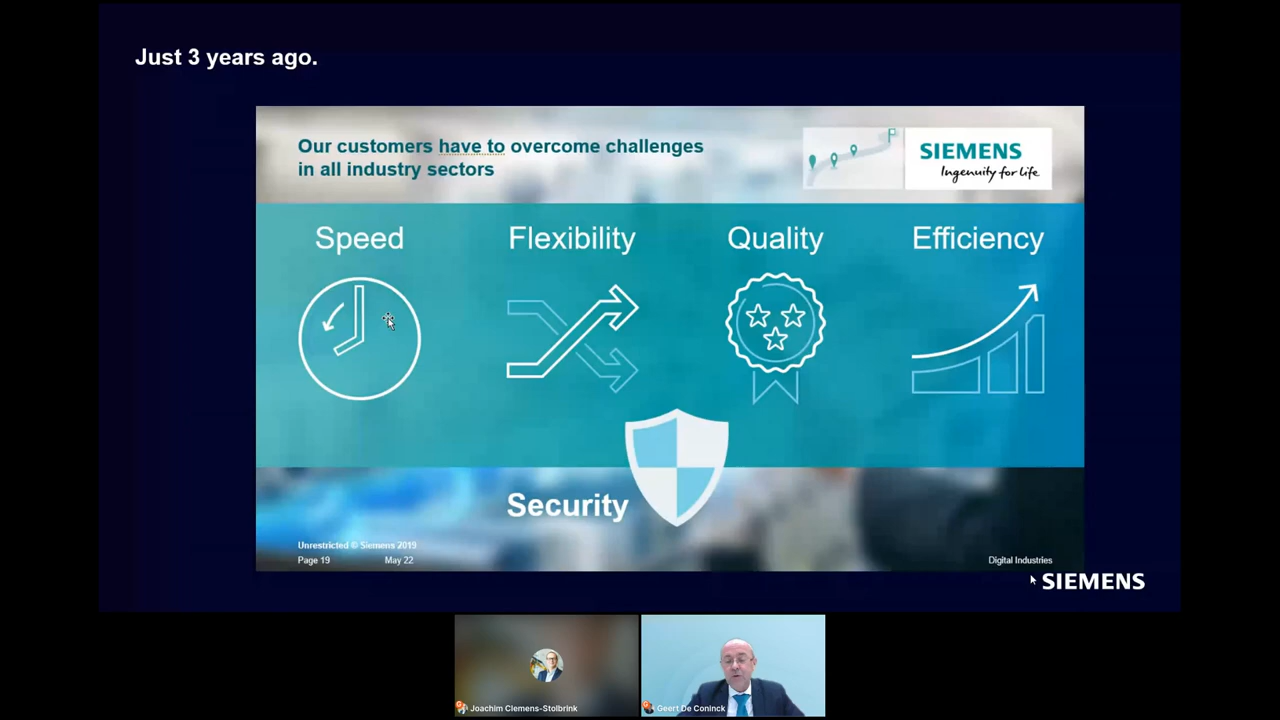 Just 3 years ago.
Our customers have to overcome challenges
in all industry sectors
SIEMENS
Ingenuity for life
Speed
Flexibility
Quality
Efficiency
Security
Unrestricted © Siemens 2019
Page 19
May 22
Digital Industries
SIEMENS
Joachim Clemens-Stolbrink
Geert De Coninck